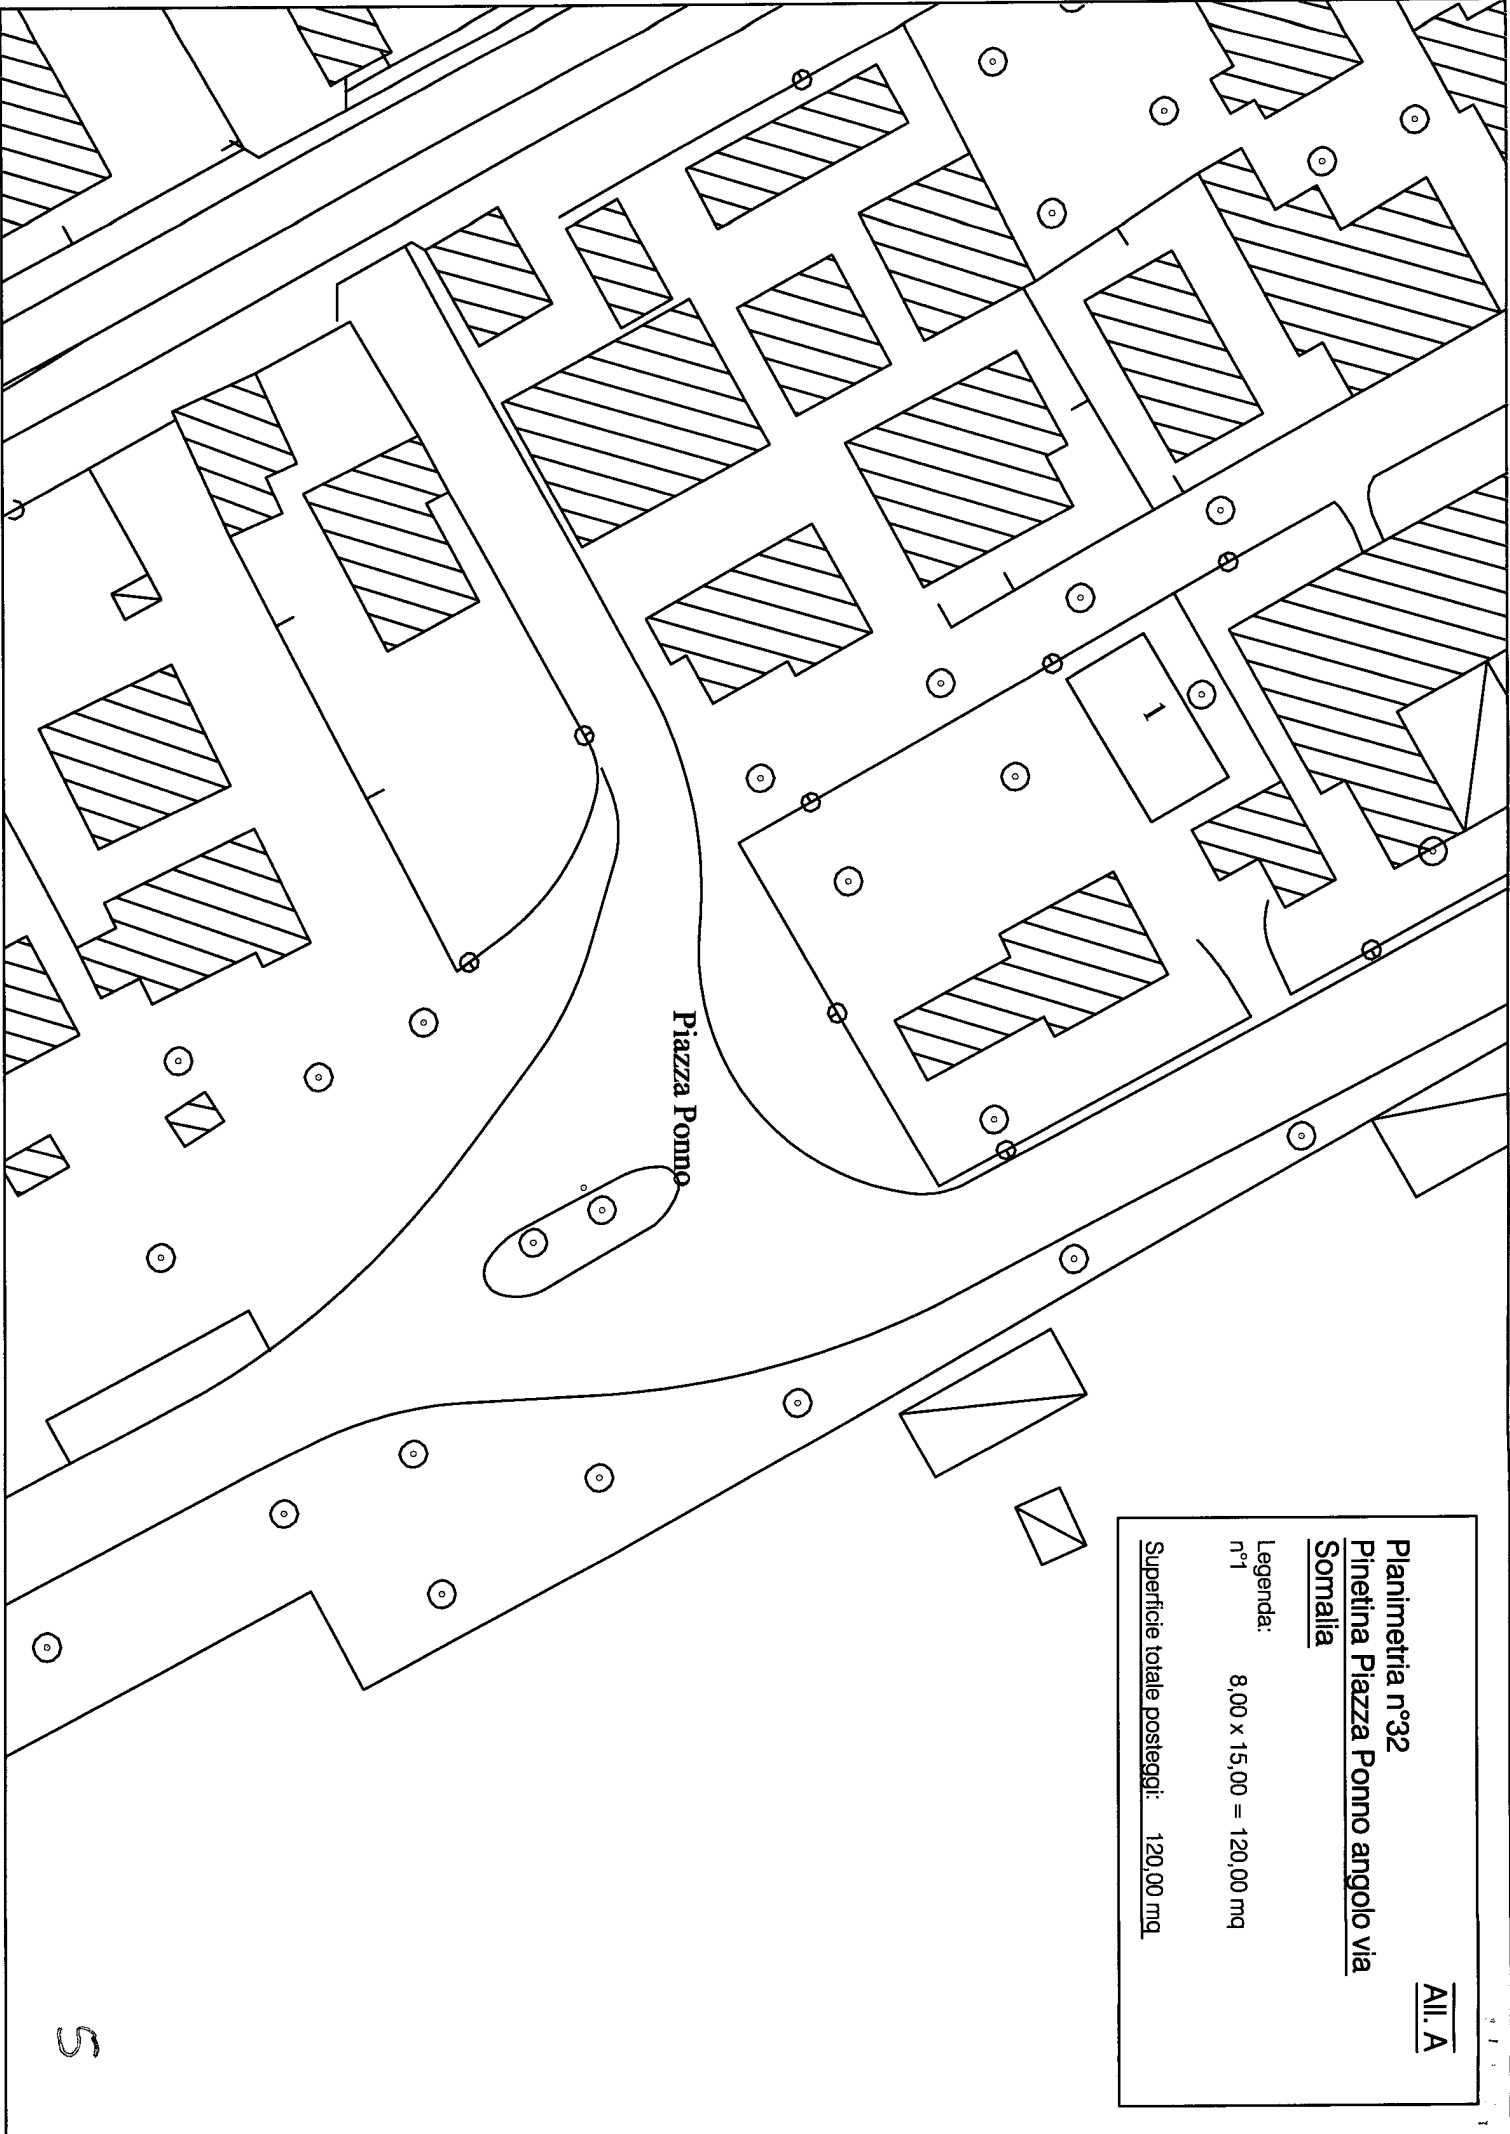 All. A
Planimetria n°32
Pinetina Piazza Ponno angolo via
Somalia
Legenda:
n°1 8,00 x 15,00 = 120,00 mq
Superficie totale posteggi: 120,00 mq
1
Piazza Ponno
5